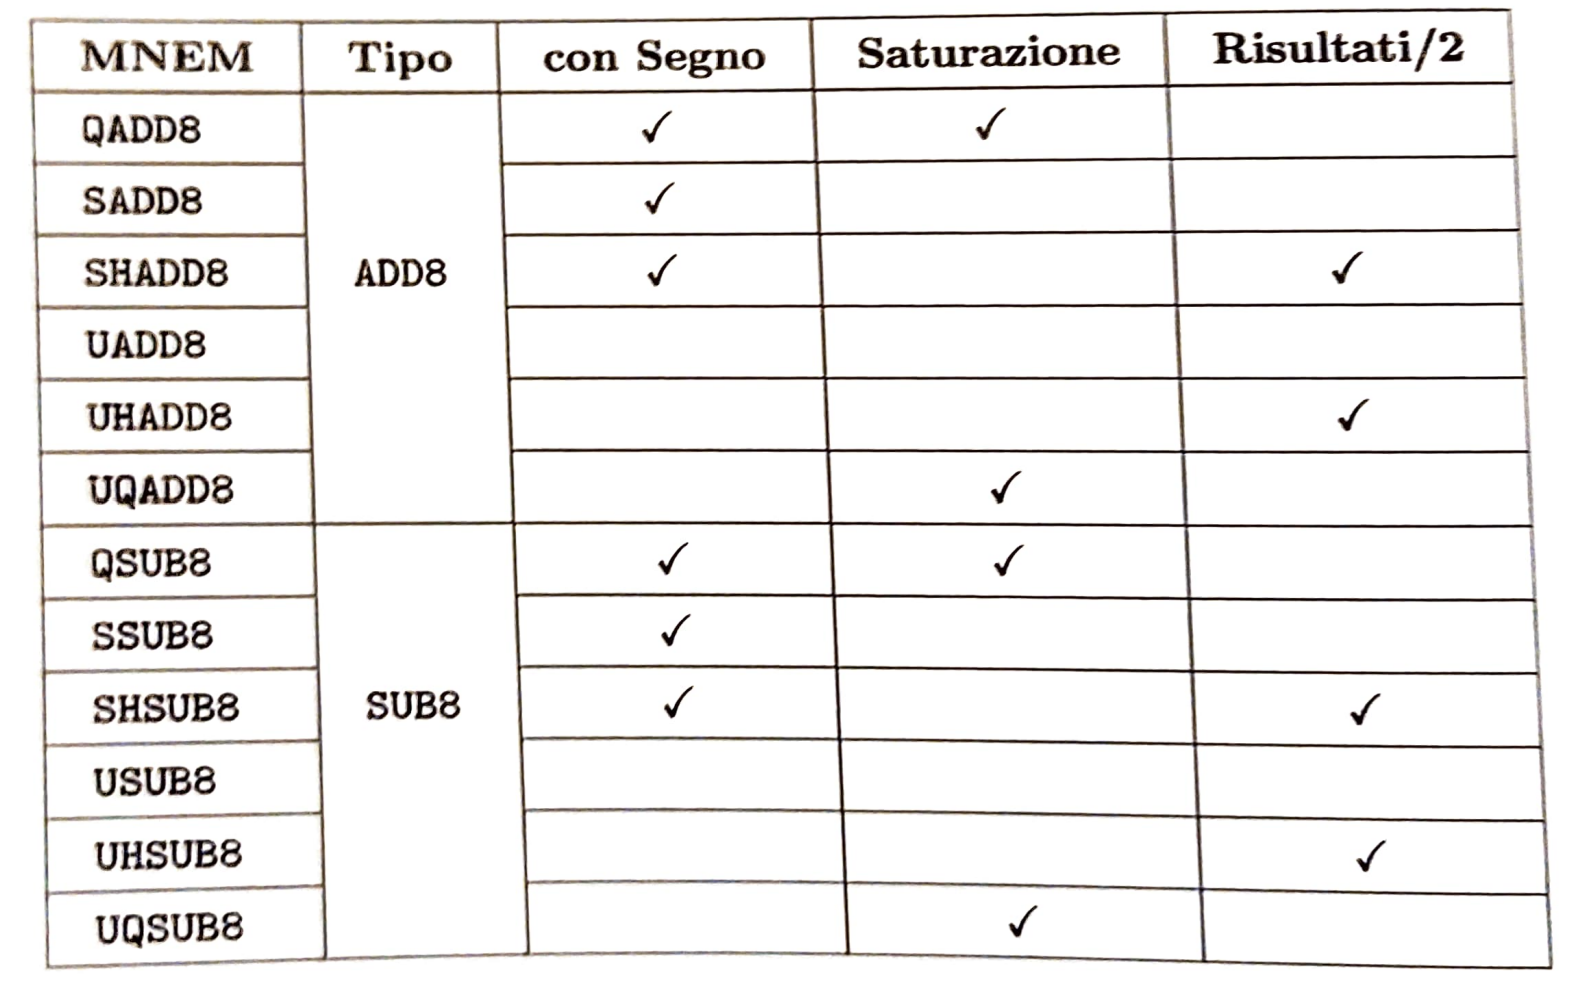 MNEM Tipo con Segno Saturazione Risultati/2
QADD8 ✓ ✓
SADD8 ✓
SHADD8 ADD8 ✓ ✓
UADD8
UHADD8 ✓
UQADD8 ✓
QSUB8 ✓ ✓
SSUB8 ✓
SHSUB8 SUB8 ✓ ✓
USUB8
UHSUB8 ✓
UQSUB8 ✓